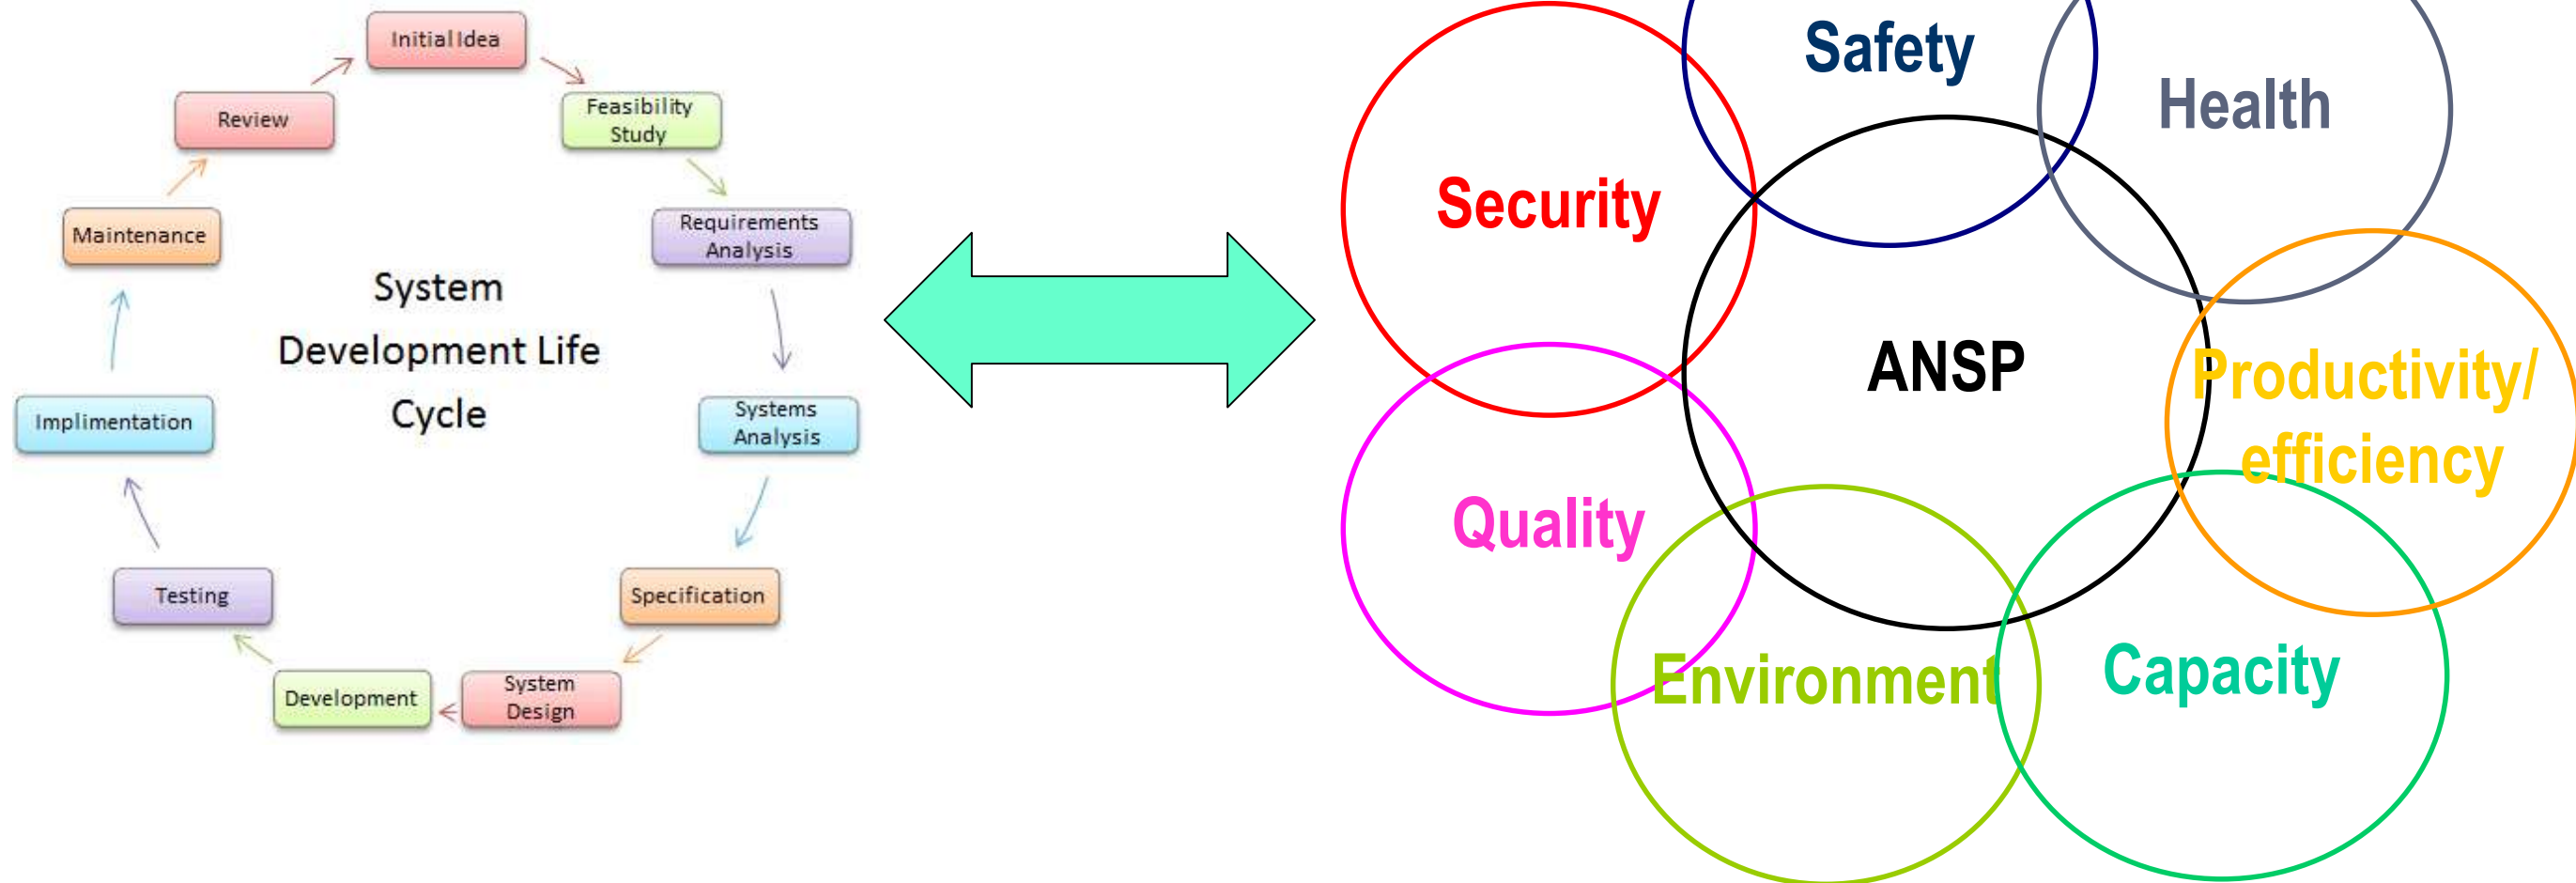 Initial Idea
Feasibility
Study
Requirements
Analysis
Systems
Analysis
Specification
System
Design
Development
Testing
Implimentation
Maintenance
Review
System
Development Life
Cycle
Safety
Health
Security
ANSP
Productivity/
efficiency
Quality
Environment
Capacity